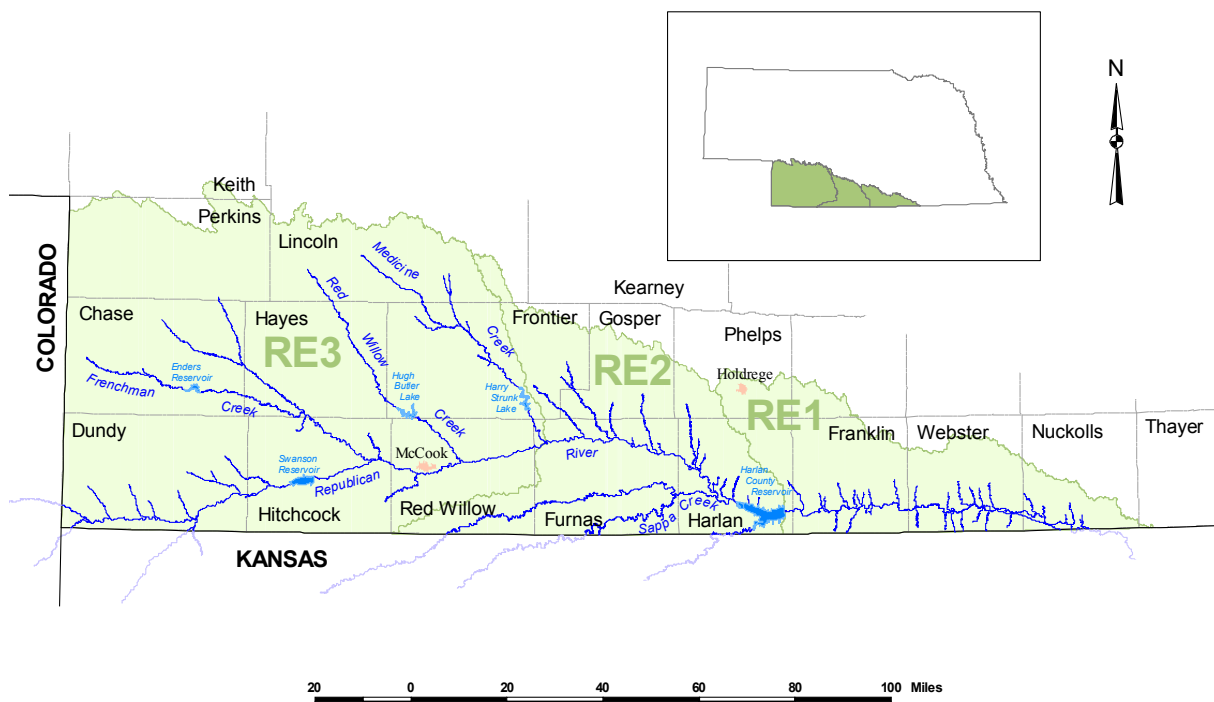 N
Keith
Perkins
Lincoln
Medicine
Creek
COLORADO
Chase
Hayes
Red
Willow
Creek
Frontier
Gosper
Kearney
Phelps
RE3
RE2
RE1
Holdrege
Enders
Reservoir
Frenchman
Creek
Hugh
Butler
Lake
Harry
Strunk
Lake
Dundy
Swanson
Reservoir
McCook
Republican
River
Franklin
Webster
Nuckolls
Thayer
Harlan
County
Reservoir
Hitchcock
Red Willow
Furnas
Sappa Creek
Harlan
KANSAS
20 0 20 40 60 80 100 Miles